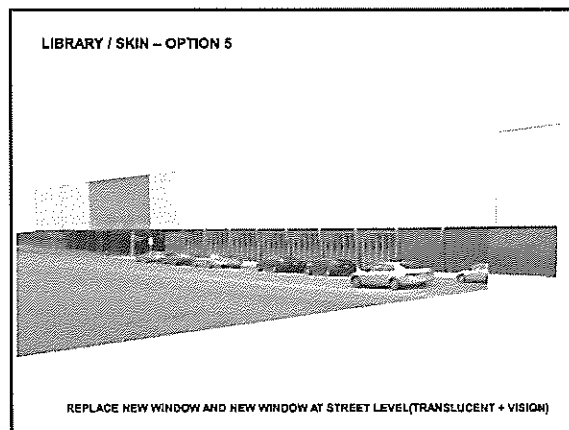 LIBRARY / SKIN – OPTION 5
REPLACE NEW WINDOW AND NEW WINDOW AT STREET LEVEL(TRANSLUCENT + VISION)